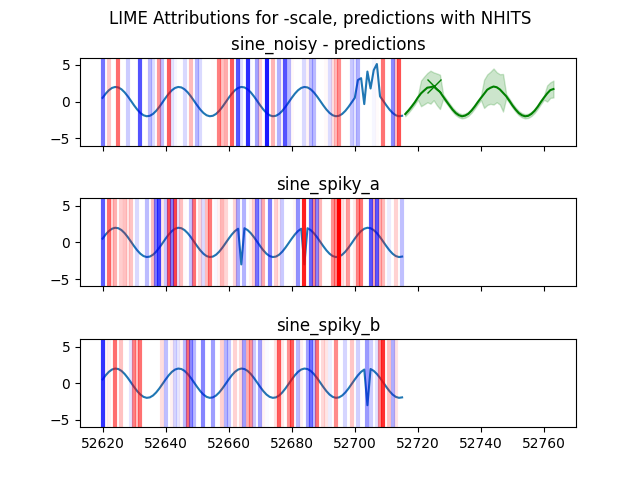 LIME Attributions for -scale, predictions with NHITS
sine_noisy - predictions
5
0
−5
sine_spiky_a
5
0
−5
sine_spiky_b
5
0
−5
52620 52640 52660 52680 52700 52720 52740 52760